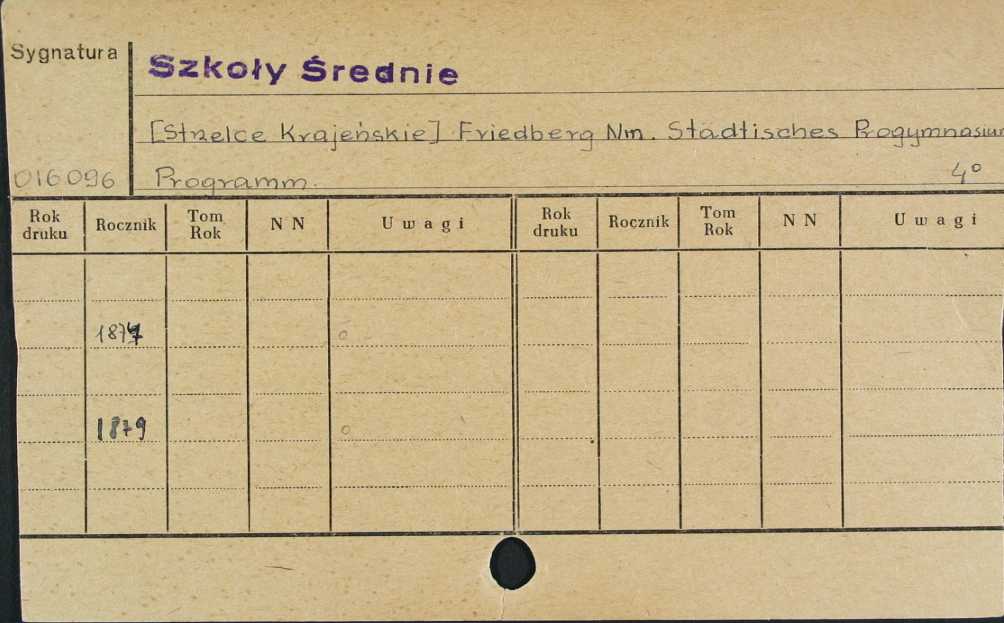 Sygnatura
Szkoły Średnie
[Strzelce Krajeńskie] Friedberg Nm. Städtisches Progymnasium
016096 Programm. 4°
Rok druku Rocznik Tom Rok N N Uwagi Rok druku Rocznik Tom Rok N N Uwagi
1877 o
1879 o